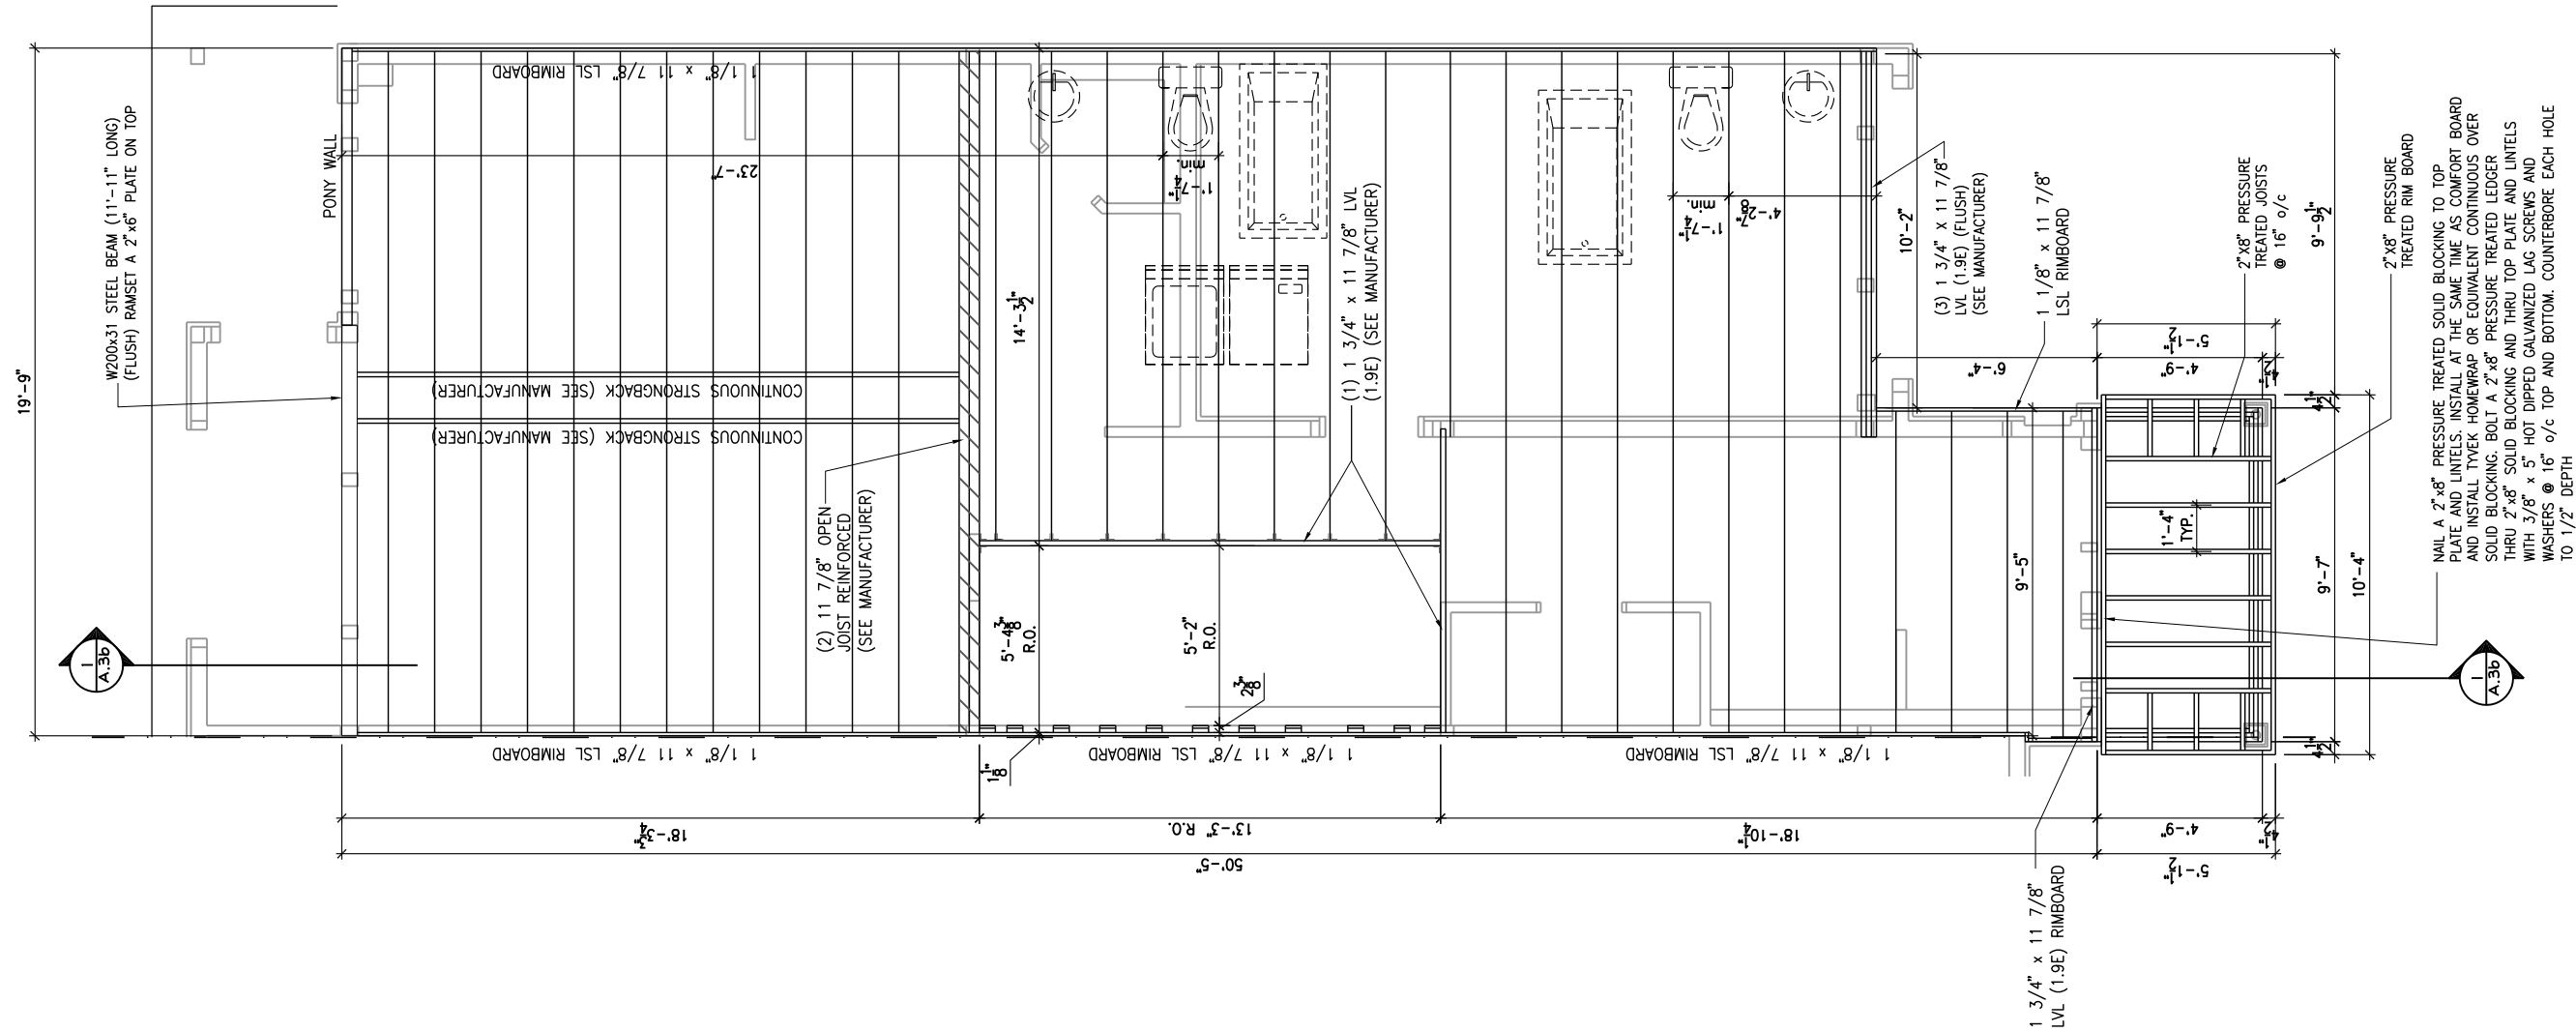 19'-9"
W200x31 STEEL BEAM (11'-11" LONG)
(FLUSH) RAMSET A 2"x6" PLATE ON TOP
PONY WALL
1 1/8" x 11 7/8" LSL RIMBOARD
23'-7"
CONTINUOUS STRONGBACK (SEE MANUFACTURER)
CONTINUOUS STRONGBACK (SEE MANUFACTURER)
(2) 11 7/8" OPEN
JOIST REINFORCED
(SEE MANUFACTURER)
1
A.3b
1 1/8" x 11 7/8" LSL RIMBOARD
1 1/8"
14'-3 1/2"
5'-4 3/8"
R.O.
5'-2"
R.O.
2 3/8"
1'-7 1/4"
min.
(1) 1 3/4" x 11 7/8" LVL
(1.9E) (SEE MANUFACTURER)
1 1/8" x 11 7/8" LSL RIMBOARD
1'-7 1/4"
min.
4'-2 7/8"
10'-2"
(3) 1 3/4" X 11 7/8"
LVL (1.9E) (FLUSH)
(SEE MANUFACTURER)
1 1/8" x 11 7/8"
LSL RIMBOARD
6'-4"
9'-5"
1 1/8" x 11 7/8" LSL RIMBOARD
5'-1 1/2"
4'-9"
4 1/2"
2"x8" PRESSURE
TREATED JOISTS
@ 16" o/c
9'-9 1/2"
4 1/2"
1'-4"
TYP.
9'-7"
10'-4"
4 1/2"
2"x8" PRESSURE
TREATED RIM BOARD
NAIL A 2"x8" PRESSURE TREATED SOLID BLOCKING TO TOP
PLATE AND LINTELS. INSTALL AT THE SAME TIME AS COMFORT BOARD
AND INSTALL TYVEK HOMEWRAP OR EQUIVALENT CONTINUOUS OVER
SOLID BLOCKING. BOLT A 2"x8" PRESSURE TREATED LEDGER
THRU 2"x8" SOLID BLOCKING AND THRU TOP PLATE AND LINTELS
WITH 3/8" x 5" HOT DIPPED GALVANIZED LAG SCREWS AND
WASHERS @ 16" o/c TOP AND BOTTOM. COUNTERBORE EACH HOLE
TO 1/2" DEPTH
1
A.3b
18'-3 3/4"
13'-3" R.O.
18'-10 1/4"
4'-9"
4 1/2"
50'-5"
5'-1 1/2"
1 3/4" x 11 7/8"
LVL (1.9E) RIMBOARD